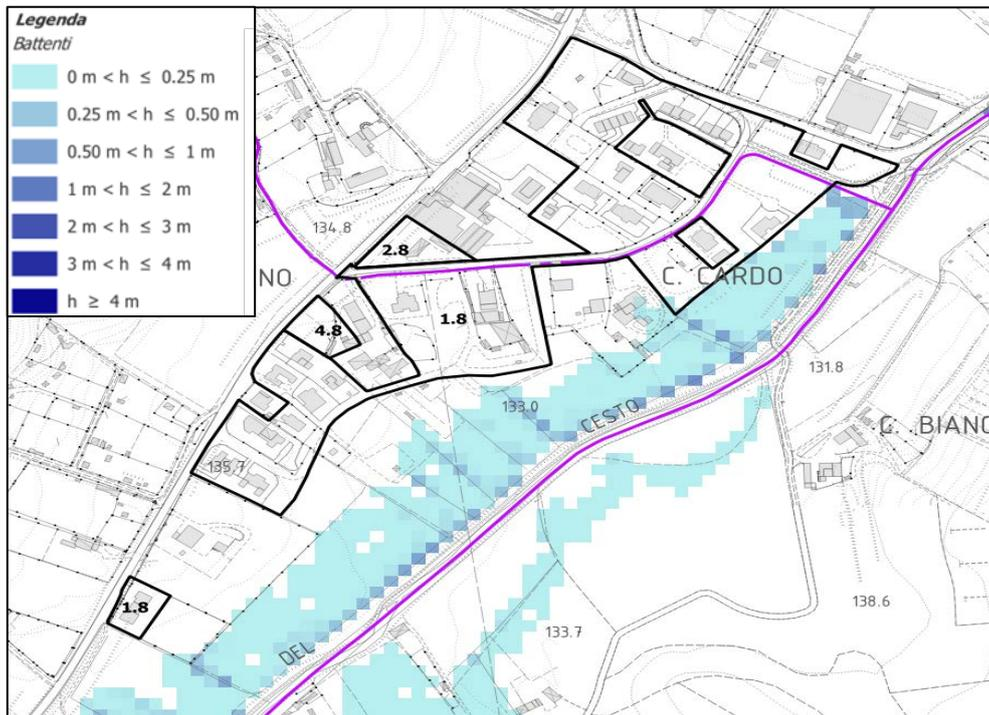 Legenda
Battenti
0 m < h ≤ 0.25 m
0.25 m < h ≤ 0.50 m
0.50 m < h ≤ 1 m
1 m < h ≤ 2 m
2 m < h ≤ 3 m
3 m < h ≤ 4 m
h ≥ 4 m
134.8
2.8
NO
C. CARDO
1.8
4.8
131.8
133.0
CESTO
C. BIANC
135.7
1.8
138.6
133.7
DEL